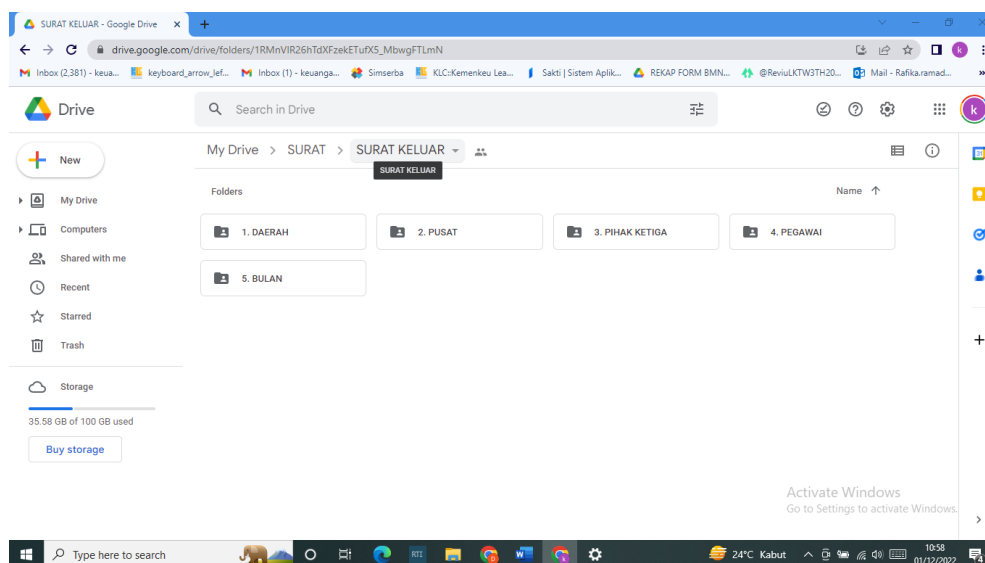 SURAT KELUAR - Google Drive
drive.google.com/drive/folders/1RMnVIR26hTdXFzekETufX5_MbwgFTLmN
k
Inbox (2,381) - keua... keyboard_arrow_lef... Inbox (1) - keuanga... Simserba KLC::Kemenkeu Lea... Sakti | Sistem Aplik... REKAP FORM BMN... @ReviuLKTW3TH20... Mail - Rafika.ramad...
Drive
Search in Drive
k
New
My Drive > SURAT > SURAT KELUAR
SURAT KELUAR
Folders
Name
My Drive
Computers
Shared with me
Recent
Starred
Trash
Storage
35.58 GB of 100 GB used
Buy storage
1. DAERAH
2. PUSAT
3. PIHAK KETIGA
4. PEGAWAI
5. BULAN
Activate Windows
Go to Settings to activate Windows.
Type here to search
RTI
24°C Kabut
10:58
01/12/2022